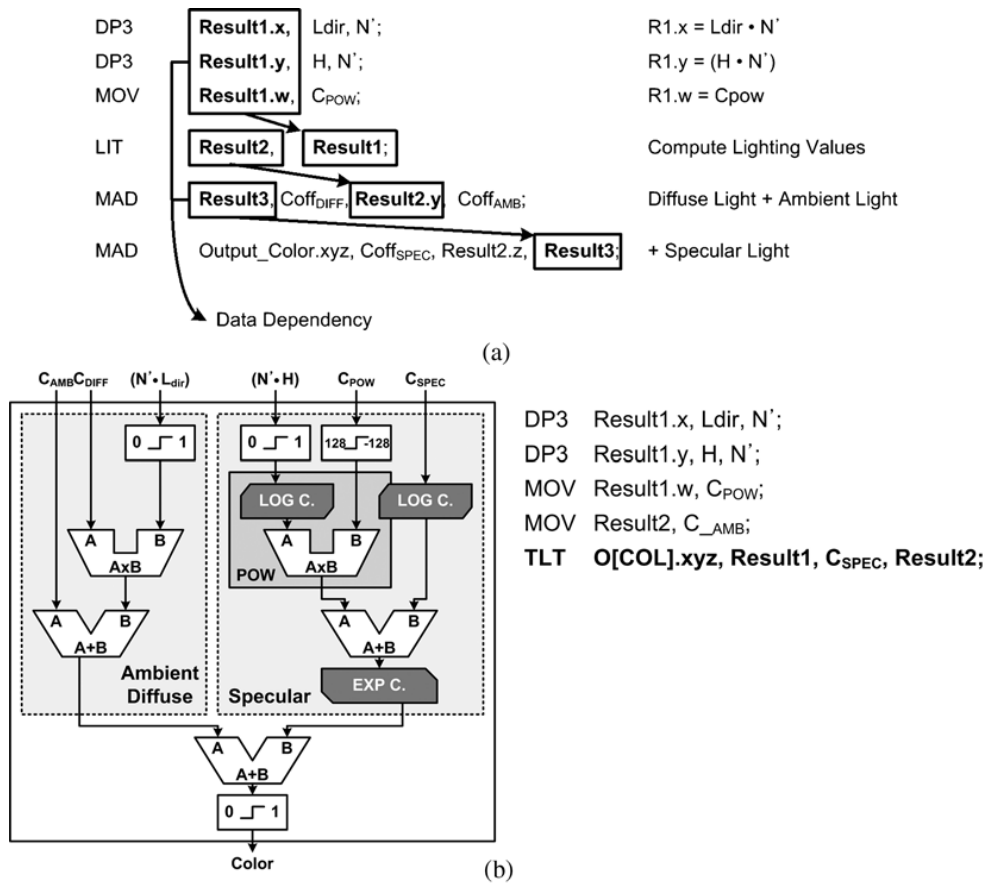 DP3 Result1.x, Ldir, N'; R1.x = Ldir • N'
DP3 Result1.y, H, N'; R1.y = (H • N')
MOV Result1.w, CPOW; R1.w = Cpow
LIT Result2, Result1; Compute Lighting Values
MAD Result3, CoffDIFF, Result2.y, CoffAMB; Diffuse Light + Ambient Light
MAD Output_Color.xyz, CoffSPEC, Result2.z, Result3; + Specular Light
Data Dependency
(a)
CAMBCDIFF (N'•Ldir) (N'•H) CPOW CSPEC
0 1 0 1 128 -128
LOG C. LOG C.
A B A B
AxB POW AxB
A B A B
A+B A+B
Ambient
Diffuse Specular EXP C.
A B
A+B
0 1
Color
DP3 Result1.x, Ldir, N';
DP3 Result1.y, H, N';
MOV Result1.w, CPOW;
MOV Result2, C_AMB;
TLT O[COL].xyz, Result1, CSPEC, Result2;
(b)